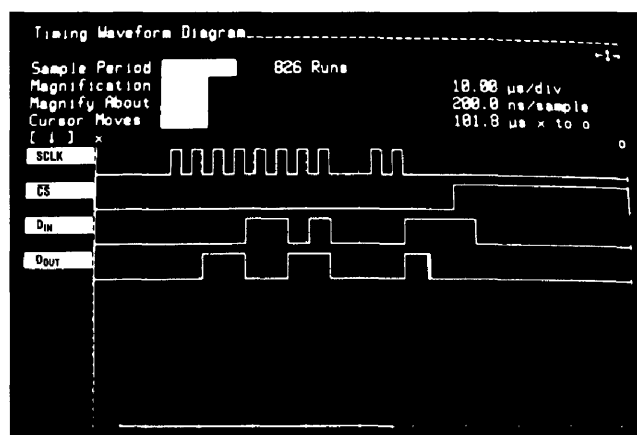 Timing Waveform Diagram
←1→
Sample Period 826 Runs
Magnification 10.00 µs/div
Magnify About 200.0 ns/sample
Cursor Moves 101.8 µs x to o
[ ↓ ] x o
SCLK
C̅S̅
DIN
DOUT